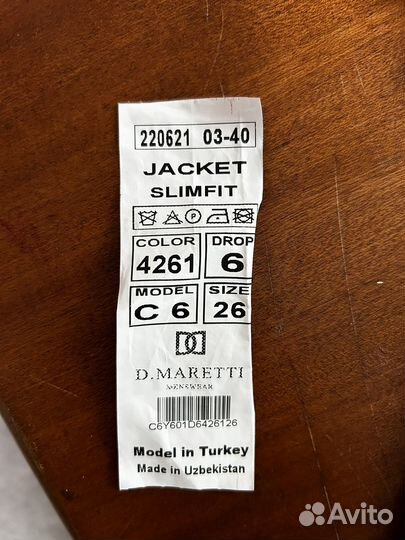 220621 03-40
JACKET
SLIMFIT
P
COLOR DROP
4261 6
MODEL SIZE
C 6 26
D.MARETTI
MENSWEAR
C6Y601D6426126
Model in Turkey
Made in Uzbekistan
Avito